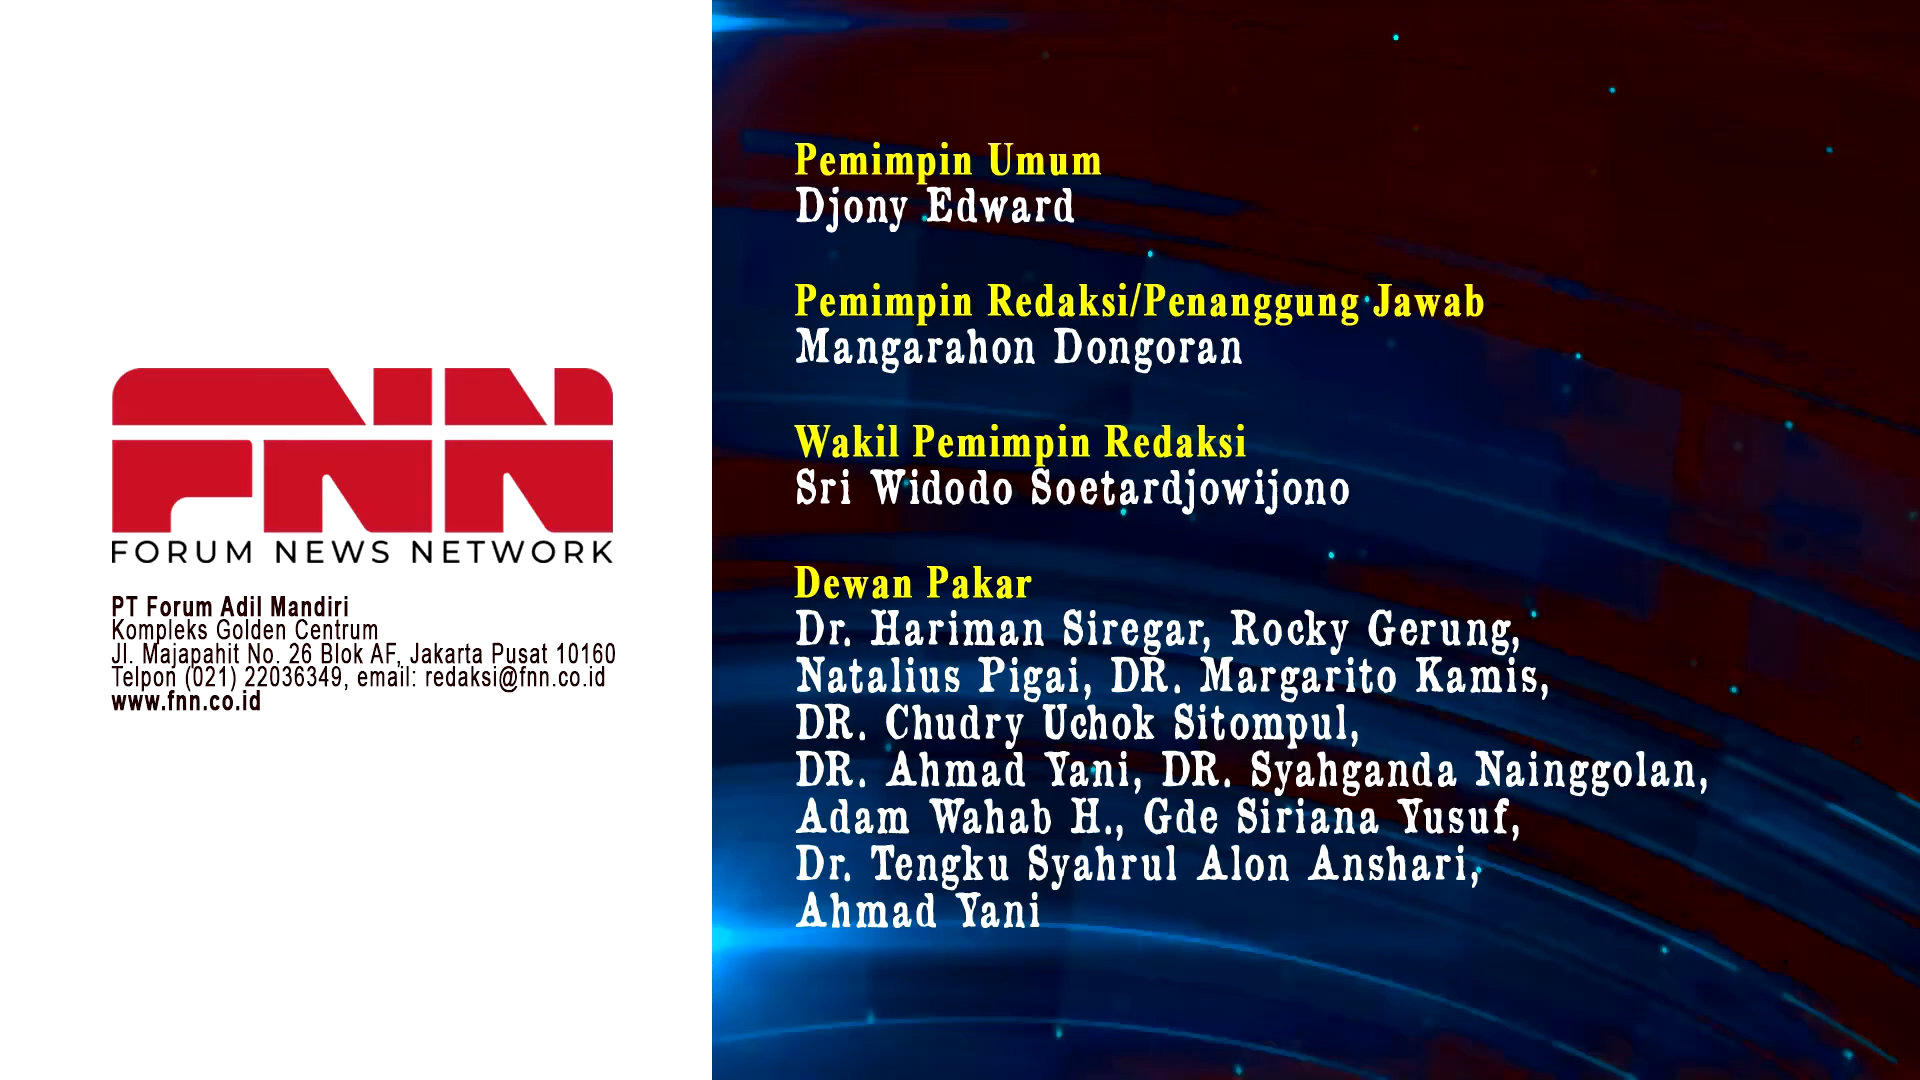 FNN
FORUM NEWS NETWORK
PT Forum Adil Mandiri
Kompleks Golden Centrum
Jl. Majapahit No. 26 Blok AF, Jakarta Pusat 10160
Telpon (021) 22036349, email: redaksi@fnn.co.id
www.fnn.co.id
Pemimpin Umum
Djony Edward
Pemimpin Redaksi/Penanggung Jawab
Mangarahon Dongoran
Wakil Pemimpin Redaksi
Sri Widodo Soetardjowijono
Dewan Pakar
Dr. Hariman Siregar, Rocky Gerung,
Natalius Pigai, DR. Margarito Kamis,
DR. Chudry Uchok Sitompul,
DR. Ahmad Yani, DR. Syahganda Nainggolan,
Adam Wahab H., Gde Siriana Yusuf,
Dr. Tengku Syahrul Alon Anshari,
Ahmad Yani